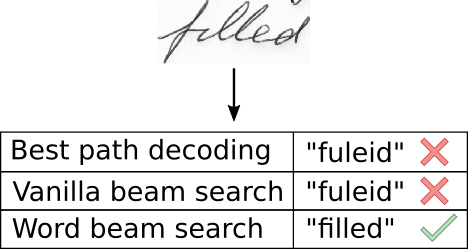 filled
Best path decoding "fuleid"
Vanilla beam search "fuleid"
Word beam search "filled"